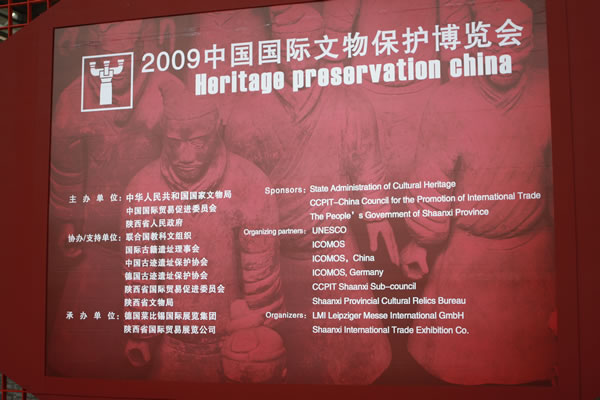 2009中国国际文物保护博览会
Heritage preservation china
主 办 单 位：中华人民共和国国家文物局
中国国际贸易促进委员会
陕西省人民政府
协办/支持单位：联合国教科文组织
国际古籍遗址理事会
中国古迹遗址保护协会
德国古迹遗址保护协会
陕西省国际贸易促进委员会
陕西省文物局
承 办 单 位：德国莱比锡国际展览集团
陕西省国际贸易展览公司
Sponsors：State Administration of Cultural Heritage
CCPIT-China Council for the Promotion of International Trade
The People's Government of Shaanxi Province
Organizing partners：UNESCO
ICOMOS
ICOMOS, China
ICOMOS, Germany
CCPIT Shaanxi Sub-council
Shaanxi Provincial Cultural Relics Bureau
Organizers：LMI Leipziger Messe International GmbH
Shaanxi International Trade Exhibition Co.